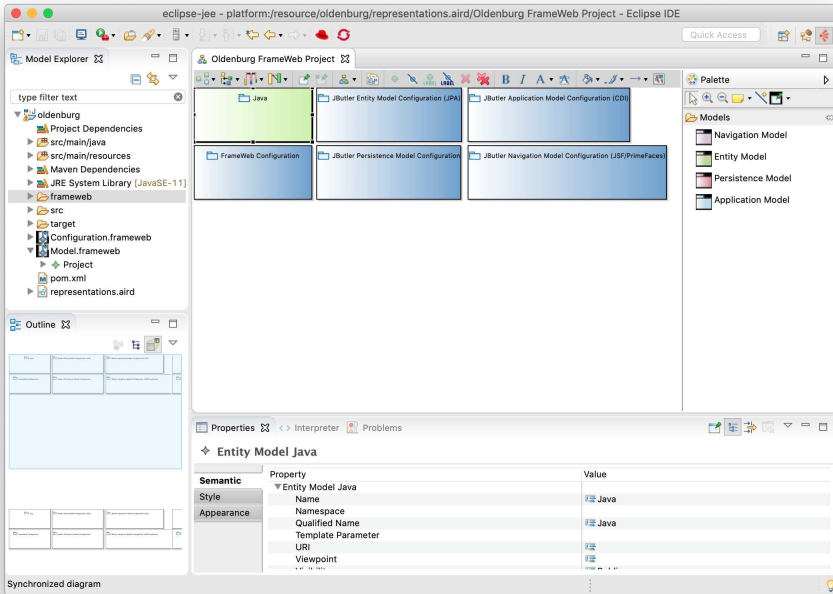 eclipse-jee - platform:/resource/oldenburg/representations.aird/Oldenburg FrameWeb Project - Eclipse IDE
Quick Access
Model Explorer
type filter text
oldenburg
Project Dependencies
src/main/java
src/main/resources
Maven Dependencies
JRE System Library [JavaSE-11]
frameweb
src
target
Configuration.frameweb
Model.frameweb
Project
pom.xml
representations.aird
Outline
Oldenburg FrameWeb Project
Java
JButler Entity Model Configuration (JPA)
JButler Application Model Configuration (CDI)
FrameWeb Configuration
JButler Persistence Model Configuration
JButler Navigation Model Configuration (JSF/PrimeFaces)
Palette
Models
Navigation Model
Entity Model
Persistence Model
Application Model
Properties
Interpreter
Problems
Entity Model Java
Semantic
Style
Appearance
Property Value
Entity Model Java
Name Java
Namespace
Qualified Name Java
Template Parameter
URI
Viewpoint
Synchronized diagram